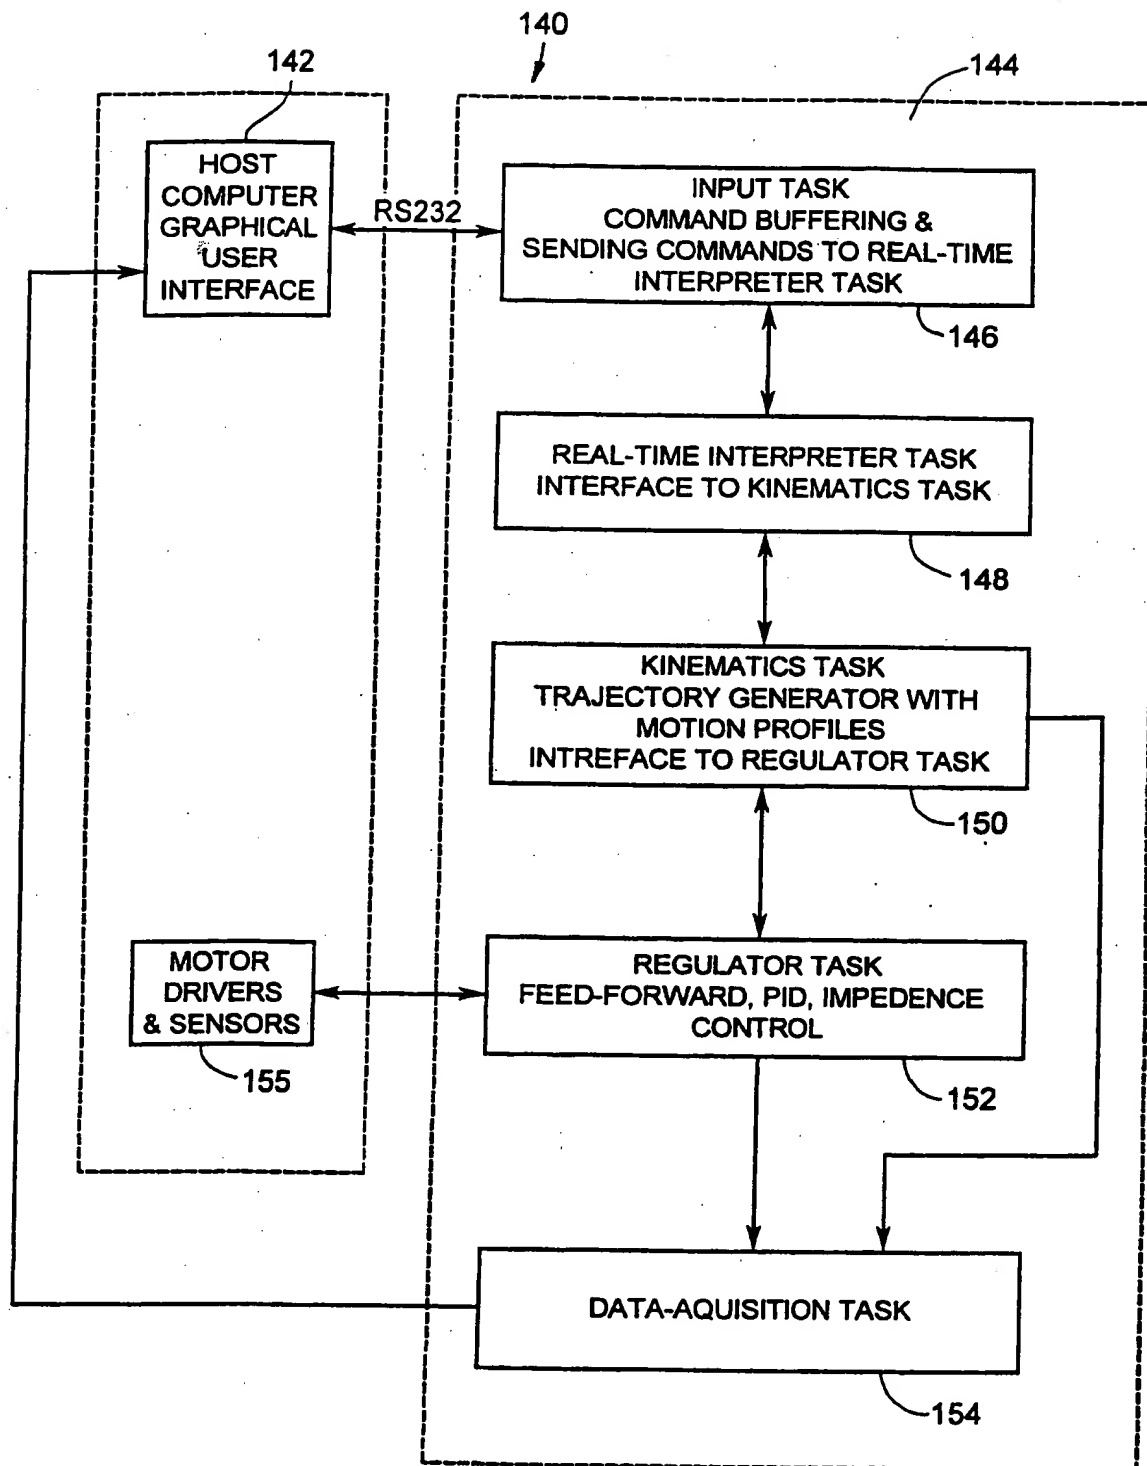 140
142
144
HOST
COMPUTER
GRAPHICAL
USER
INTERFACE
RS232
INPUT TASK
COMMAND BUFFERING &
SENDING COMMANDS TO REAL-TIME
INTERPRETER TASK
146
REAL-TIME INTERPRETER TASK
INTERFACE TO KINEMATICS TASK
148
KINEMATICS TASK
TRAJECTORY GENERATOR WITH
MOTION PROFILES
INTREFACE TO REGULATOR TASK
150
MOTOR
DRIVERS
& SENSORS
155
REGULATOR TASK
FEED-FORWARD, PID, IMPEDENCE
CONTROL
152
DATA-AQUISITION TASK
154